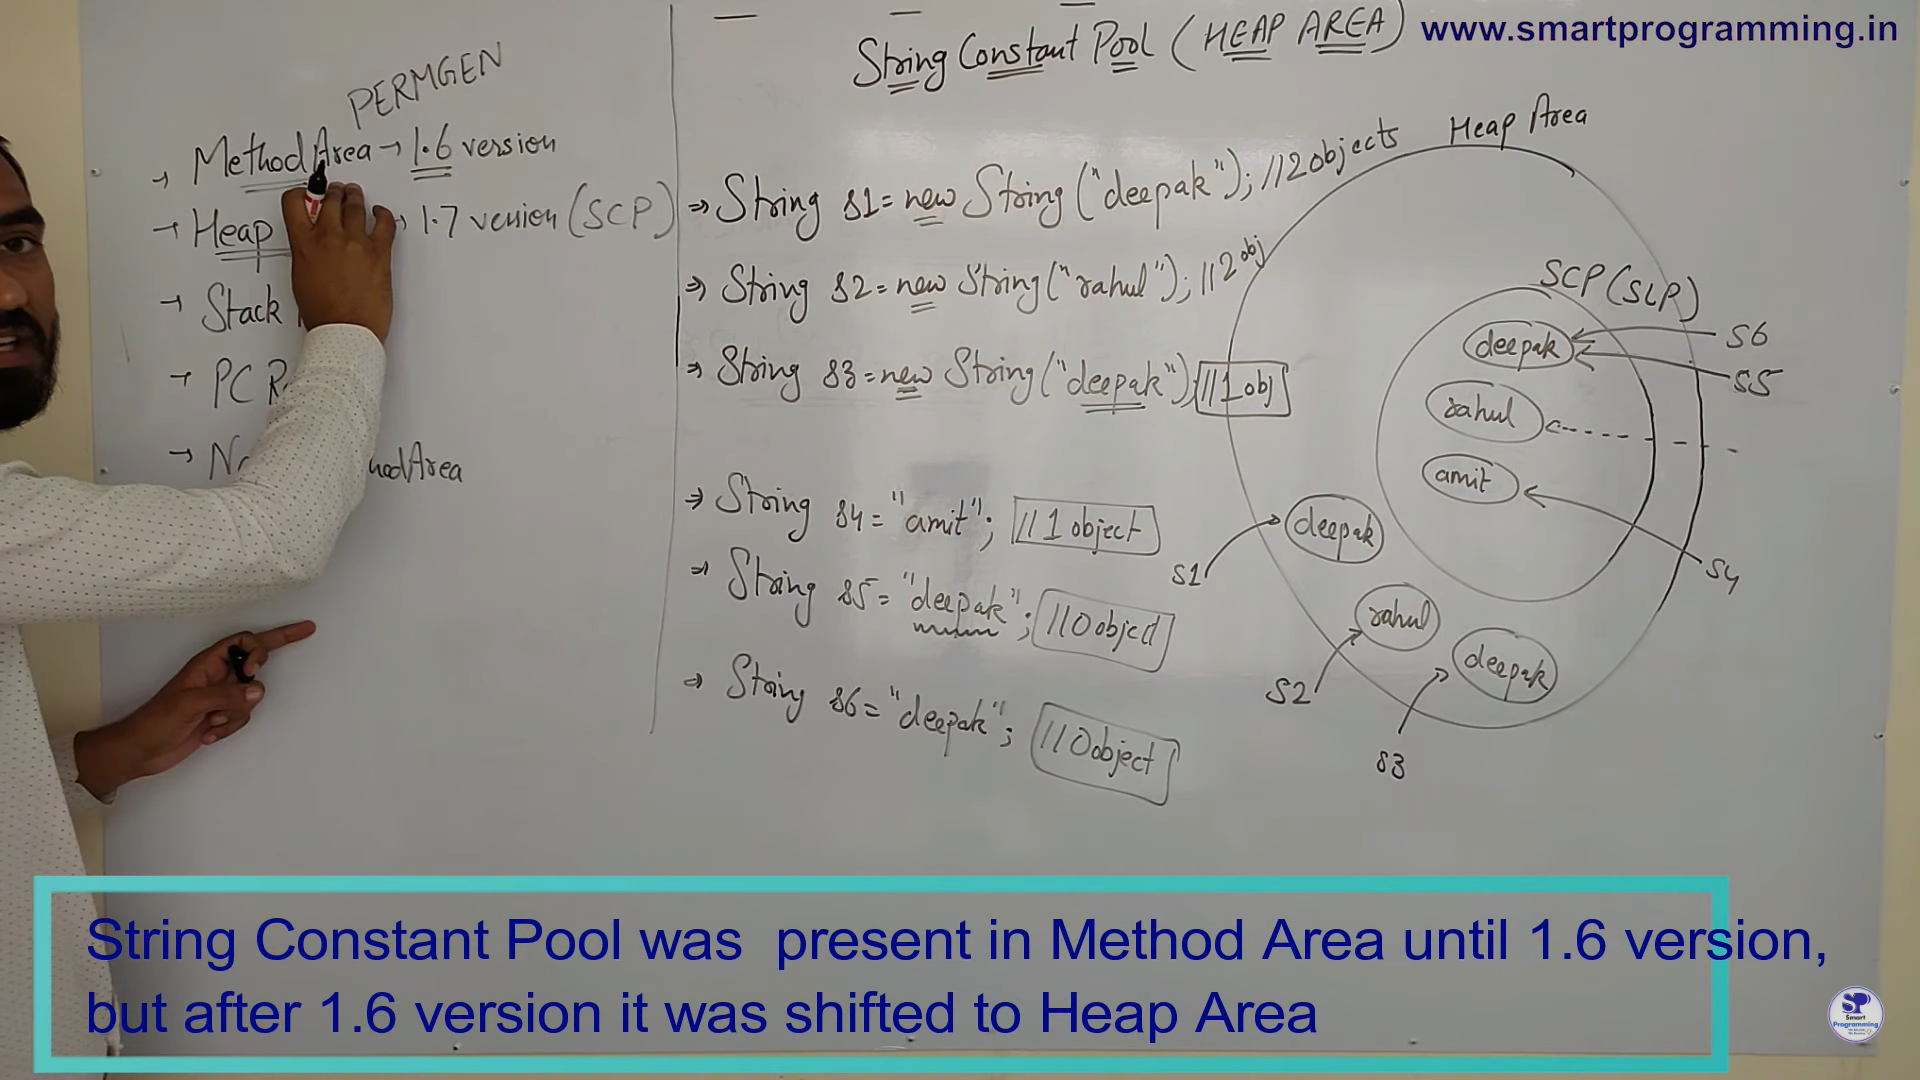 www.smartprogramming.in
String Constant Pool (HEAP AREA)
PERMGEN
→ Method Area → 1.6 version
→ Heap → 1.7 version (SCP)
→ Stack
→ PC
→
hodArea
⇒ String s1 = new String("deepak"); //2 objects
⇒ String s2 = new String("rahul"); //2 obj
⇒ String s3 = new String("deepak"); //1 obj
⇒ String s4 = "amit"; //1 object
⇒ String s5 = "deepak"; //0 object
⇒ String s6 = "deepak"; //0 object
Heap Area
SCP (SLP)
deepak
S6
S5
rahul
amit
S4
S1
deepak
rahul
S2
deepak
S3
String Constant Pool was present in Method Area until 1.6 version,
but after 1.6 version it was shifted to Heap Area
SP
Smart
Programming